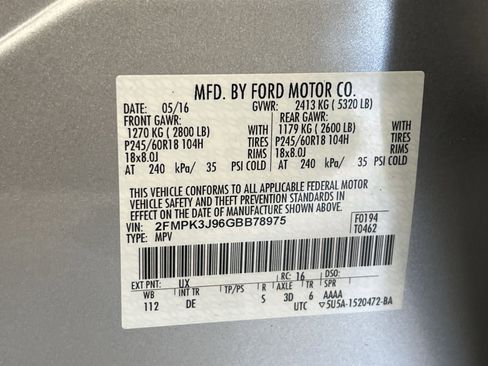 MFD. BY FORD MOTOR CO.
DATE: 05/16 GVWR: 2413 KG ( 5320 LB)
FRONT GAWR: REAR GAWR:
1270 KG ( 2800 LB) WITH 1179 KG ( 2600 LB) WITH
P245/60R18 104H TIRES P245/60R18 104H TIRES
18x8.0J RIMS 18x8.0J RIMS
AT 240 kPa/ 35 PSI COLD AT 240 kPa/ 35 PSI COLD
THIS VEHICLE CONFORMS TO ALL APPLICABLE FEDERAL MOTOR
VEHICLE SAFETY AND THEFT PREVENTION STANDARDS IN
EFFECT ON THE DATE OF MANUFACTURE SHOWN ABOVE.
VIN: 2FMPK3J96GBB78975 F0194
TYPE: MPV T0462
EXT PNT: UX RC: 16 DSO:
WB INT TR TP/PS R AXLE TR SPR
112 DE S 3D 6 AAAA
UTC ▽5U5A-1520472-BA